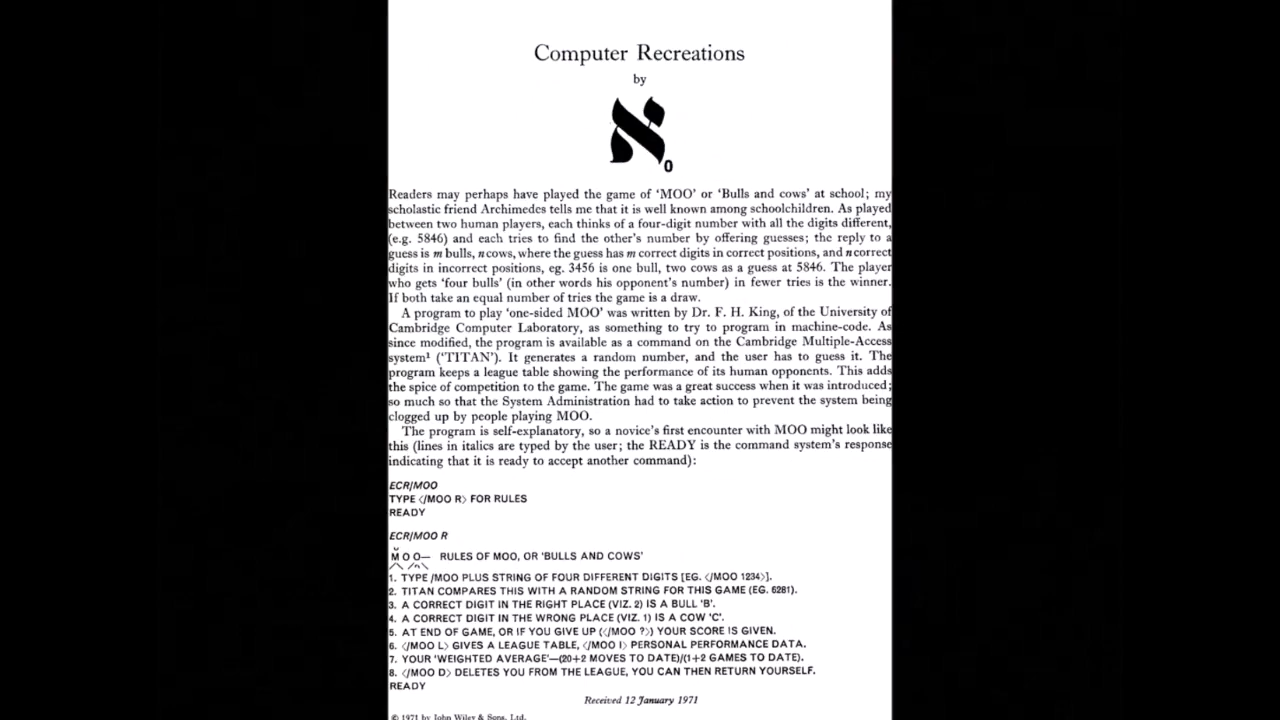 Computer Recreations
by
ℵ0
Readers may perhaps have played the game of ‘MOO’ or ‘Bulls and cows’ at school; my
scholastic friend Archimedes tells me that it is well known among schoolchildren. As played
between two human players, each thinks of a four-digit number with all the digits different,
(e.g. 5846) and each tries to find the other’s number by offering guesses; the reply to a
guess is m bulls, n cows, where the guess has m correct digits in correct positions, and n correct
digits in incorrect positions, eg. 3456 is one bull, two cows as a guess at 5846. The player
who gets ‘four bulls’ (in other words his opponent’s number) in fewer tries is the winner.
If both take an equal number of tries the game is a draw.
A program to play ‘one-sided MOO’ was written by Dr. F. H. King, of the University of
Cambridge Computer Laboratory, as something to try to program in machine-code. As
since modified, the program is available as a command on the Cambridge Multiple-Access
system¹ (‘TITAN’). It generates a random number, and the user has to guess it. The
program keeps a league table showing the performance of its human opponents. This adds
the spice of competition to the game. The game was a great success when it was introduced;
so much so that the System Administration had to take action to prevent the system being
clogged up by people playing MOO.
The program is self-explanatory, so a novice’s first encounter with MOO might look like
this (lines in italics are typed by the user; the READY is the command system’s response
indicating that it is ready to accept another command):
ECR/MOO
TYPE ⟨/MOO R⟩ FOR RULES
READY
ECR/MOO R
M O O— RULES OF MOO, OR ‘BULLS AND COWS’
1. TYPE /MOO PLUS STRING OF FOUR DIFFERENT DIGITS [EG. ⟨/MOO 1234⟩].
2. TITAN COMPARES THIS WITH A RANDOM STRING FOR THIS GAME (EG. 6281).
3. A CORRECT DIGIT IN THE RIGHT PLACE (VIZ. 2) IS A BULL ‘B’.
4. A CORRECT DIGIT IN THE WRONG PLACE (VIZ. 1) IS A COW ‘C’.
5. AT END OF GAME, OR IF YOU GIVE UP (⟨/MOO ?⟩) YOUR SCORE IS GIVEN.
6. ⟨/MOO L⟩ GIVES A LEAGUE TABLE, ⟨/MOO I⟩ PERSONAL PERFORMANCE DATA.
7. YOUR ‘WEIGHTED AVERAGE’—(20+2 MOVES TO DATE)/(1+2 GAMES TO DATE).
8. ⟨/MOO D⟩ DELETES YOU FROM THE LEAGUE, YOU CAN THEN RETURN YOURSELF.
READY
Received 12 January 1971
© 1971 by John Wiley & Sons, Ltd.